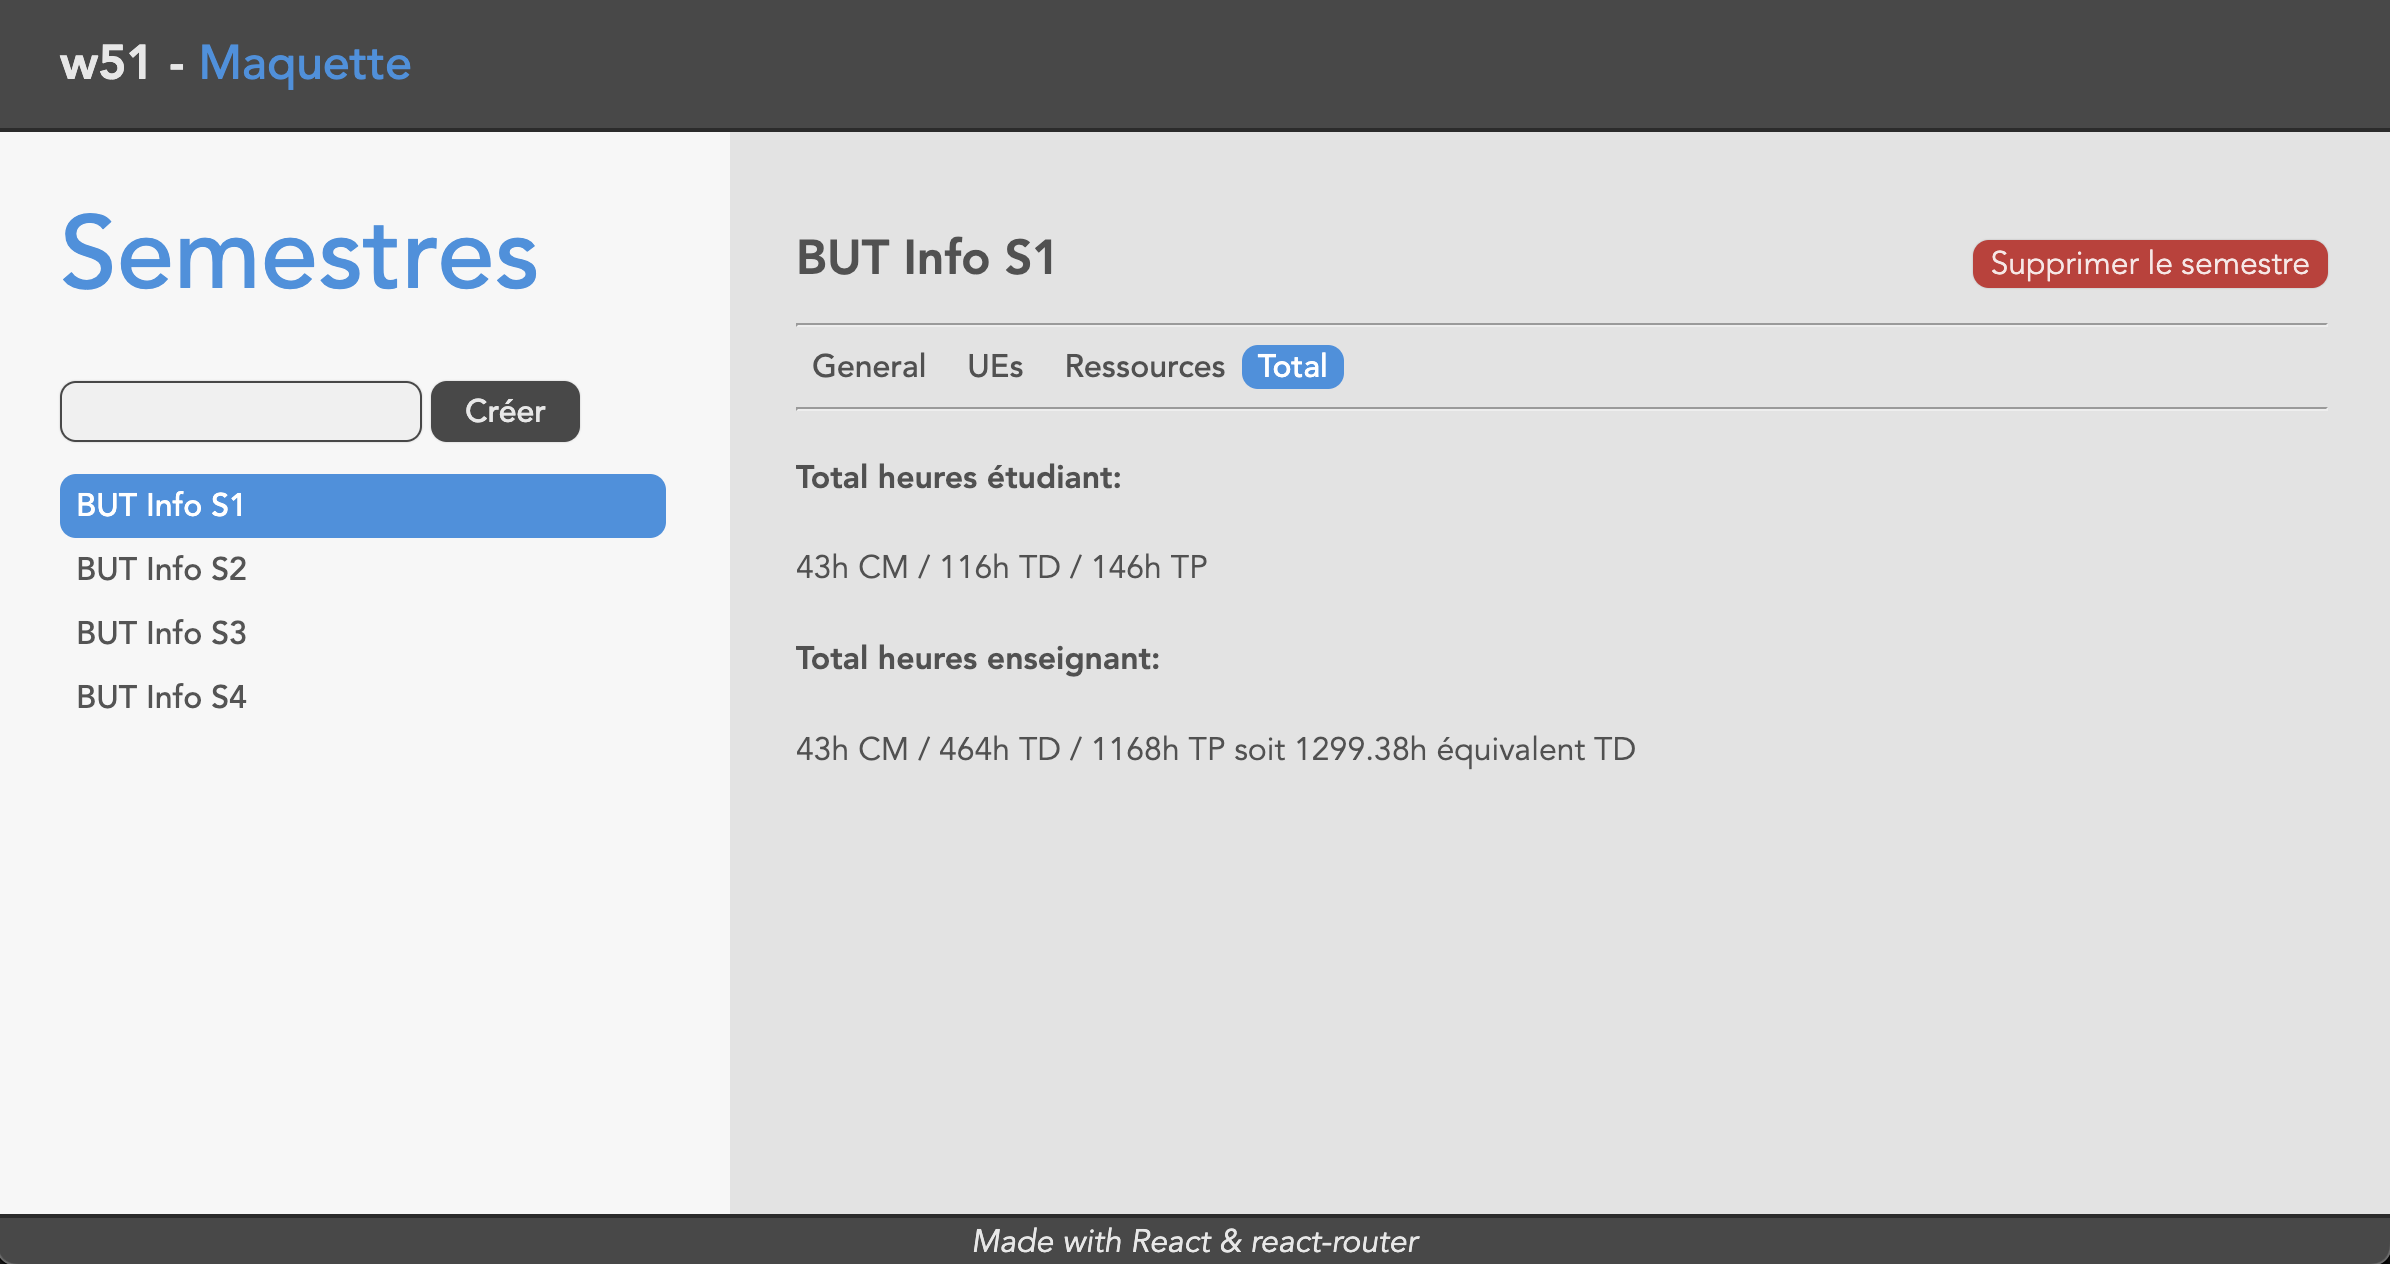 w51 - Maquette
Semestres
Créer
BUT Info S1
BUT Info S2
BUT Info S3
BUT Info S4
BUT Info S1
Supprimer le semestre
General UEs Ressources Total
Total heures étudiant:
43h CM / 116h TD / 146h TP
Total heures enseignant:
43h CM / 464h TD / 1168h TP soit 1299.38h équivalent TD
Made with React & react-router